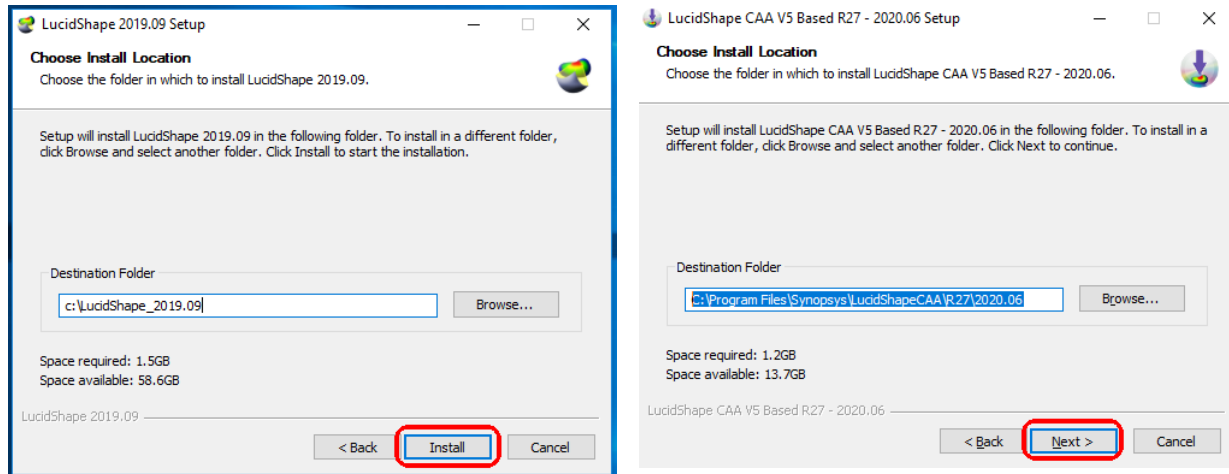 LucidShape 2019.09 Setup
Choose Install Location
Choose the folder in which to install LucidShape 2019.09.
Setup will install LucidShape 2019.09 in the following folder. To install in a different folder,
click Browse and select another folder. Click Install to start the installation.
Destination Folder
c:\LucidShape_2019.09
Browse...
Space required: 1.5GB
Space available: 58.6GB
LucidShape 2019.09
< Back
Install
Cancel
LucidShape CAA V5 Based R27 - 2020.06 Setup
Choose Install Location
Choose the folder in which to install LucidShape CAA V5 Based R27 - 2020.06.
Setup will install LucidShape CAA V5 Based R27 - 2020.06 in the following folder. To install in a
different folder, click Browse and select another folder. Click Next to continue.
Destination Folder
C:\Program Files\Synopsys\LucidShapeCAA\R27\2020.06
Browse...
Space required: 1.2GB
Space available: 13.7GB
LucidShape CAA V5 Based R27 - 2020.06
< Back
Next >
Cancel